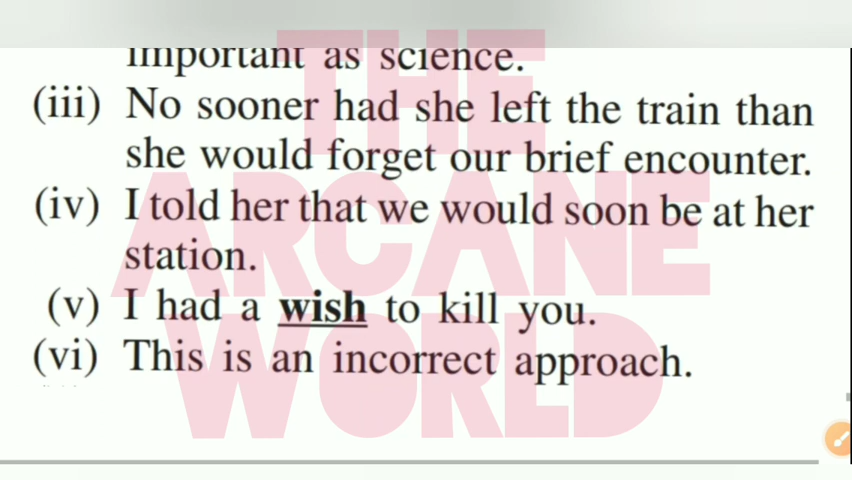 important as science.
(iii) No sooner had she left the train than
she would forget our brief encounter.
(iv) I told her that we would soon be at her
station.
(v) I had a wish to kill you.
(vi) This is an incorrect approach.
THE
ARCANE
WORLD